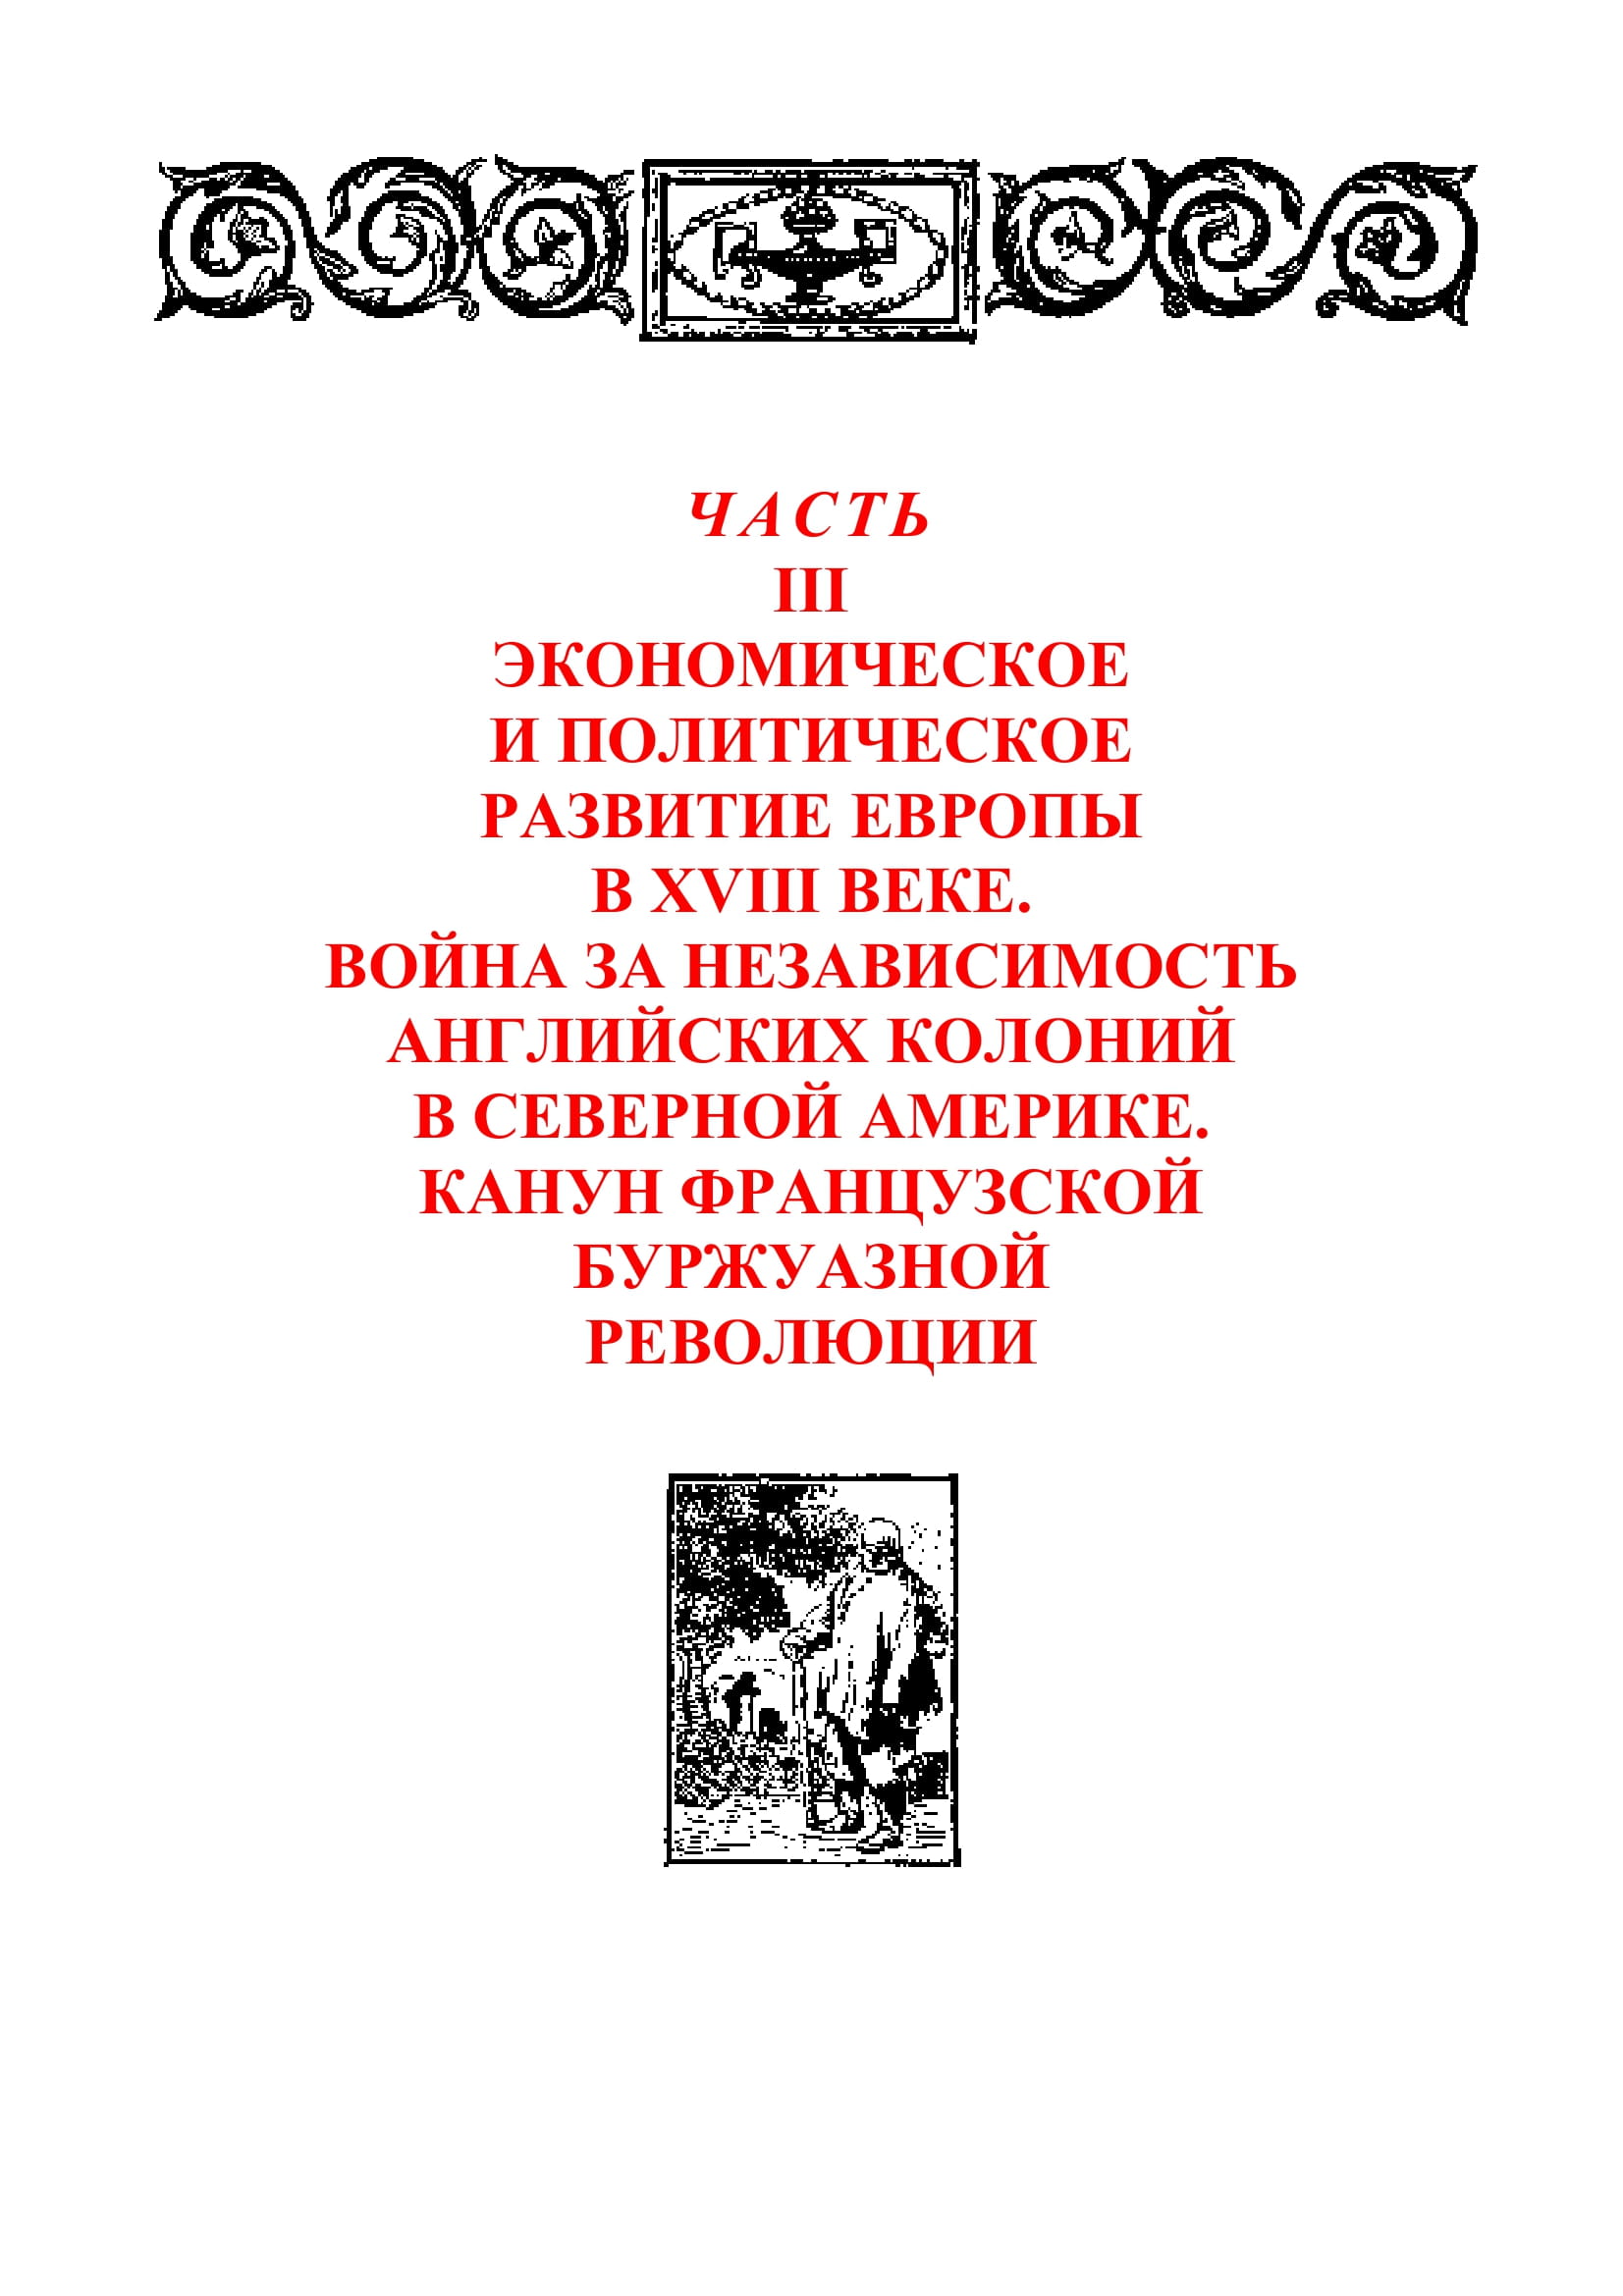 ЧАСТЬ
III
ЭКОНОМИЧЕСКОЕ
И ПОЛИТИЧЕСКОЕ
РАЗВИТИЕ ЕВРОПЫ
В XVIII ВЕКЕ.
ВОЙНА ЗА НЕЗАВИСИМОСТЬ
АНГЛИЙСКИХ КОЛОНИЙ
В СЕВЕРНОЙ АМЕРИКЕ.
КАНУН ФРАНЦУЗСКОЙ
БУРЖУАЗНОЙ
РЕВОЛЮЦИИ